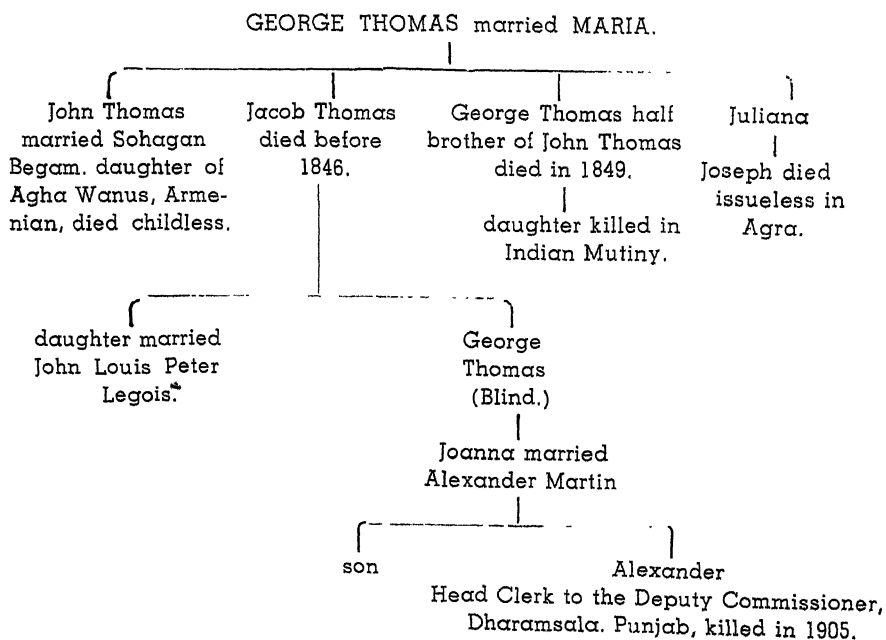 GEORGE THOMAS married MARIA.
John Thomas
married Sohagan
Begam. daughter of
Agha Wanus, Arme-
nian, died childless.
Jacob Thomas
died before
1846.
George Thomas half
brother of John Thomas
died in 1849.
daughter killed in
Indian Mutiny.
Juliana
Joseph died
issueless in
Agra.
daughter married
John Louis Peter
Legois.*
George
Thomas
(Blind.)
Joanna married
Alexander Martin
son
Alexander
Head Clerk to the Deputy Commissioner,
Dharamsala. Punjab, killed in 1905.